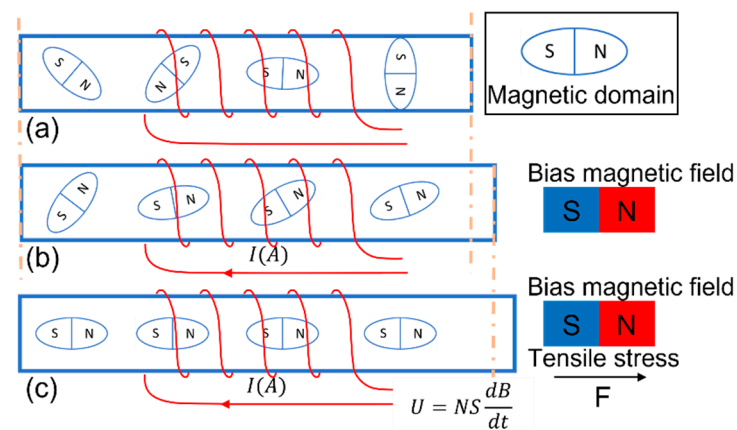 S N
N S
S N
S
N
S N
Magnetic domain
(a)
S N
S N
S N
S N
Bias magnetic field
S N
(b)
I(A)
S N
S N
S N
S N
Bias magnetic field
S N
Tensile stress
F
(c)
I(A)
U = NS dB/dt